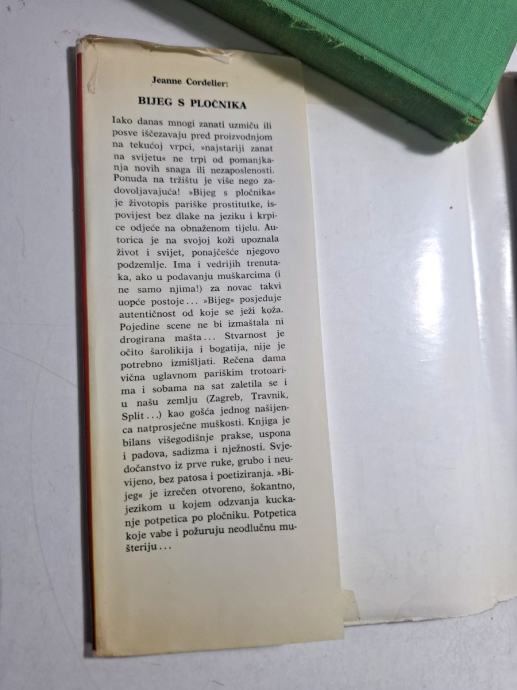 Jeanne Cordelier:
BIJEG S PLOČNIKA
Iako danas mnogi zanati uzmiču ili
posve iščezavaju pred proizvodnjom
na tekućoj vrpci, »najstariji zanat
na svijetu« ne trpi od pomanjka-
nja novih snaga ili nezaposlenosti.
Ponuda na tržištu je više nego za-
dovoljavajuća! »Bijeg s pločnika«
je životopis pariške prostitutke, is-
povijest bez dlake na jeziku i krpi-
ce odjeće na obnaženom tijelu. Au-
torica je na svojoj koži upoznala
život i svijet, ponajčešće njegovo
podzemlje. Ima i vedrijih trenuta-
ka, ako u podavanju muškarcima (i
ne samo njima!) za novac takvi
uopće postoje... »Bijeg« posjeduje
autentičnost od koje se ježi koža.
Pojedine scene ne bi izmaštala ni
drogirana mašta... Stvarnost je
očito šarolikija i bogatija, nije je
potrebno izmišljati. Rečena dama
vična uglavnom pariškim trotoari-
ma i sobama na sat zaletila se i
u našu zemlju (Zagreb, Travnik,
Split...) kao gošća jednog našijen-
ca natprosječne muškosti. Knjiga je
bilans višegodišnje prakse, uspona
i padova, sadizma i nježnosti. Svje-
dočanstvo iz prve ruke, grubo i neu-
vijeno, bez patosa i poetiziranja. »Bi-
jeg« je izrečen otvoreno, šokantno,
jezikom u kojem odzvanja kucka-
nje potpetica po pločniku. Potpetica
koje vabe i požuruju neodlučnu mu-
šteriju...